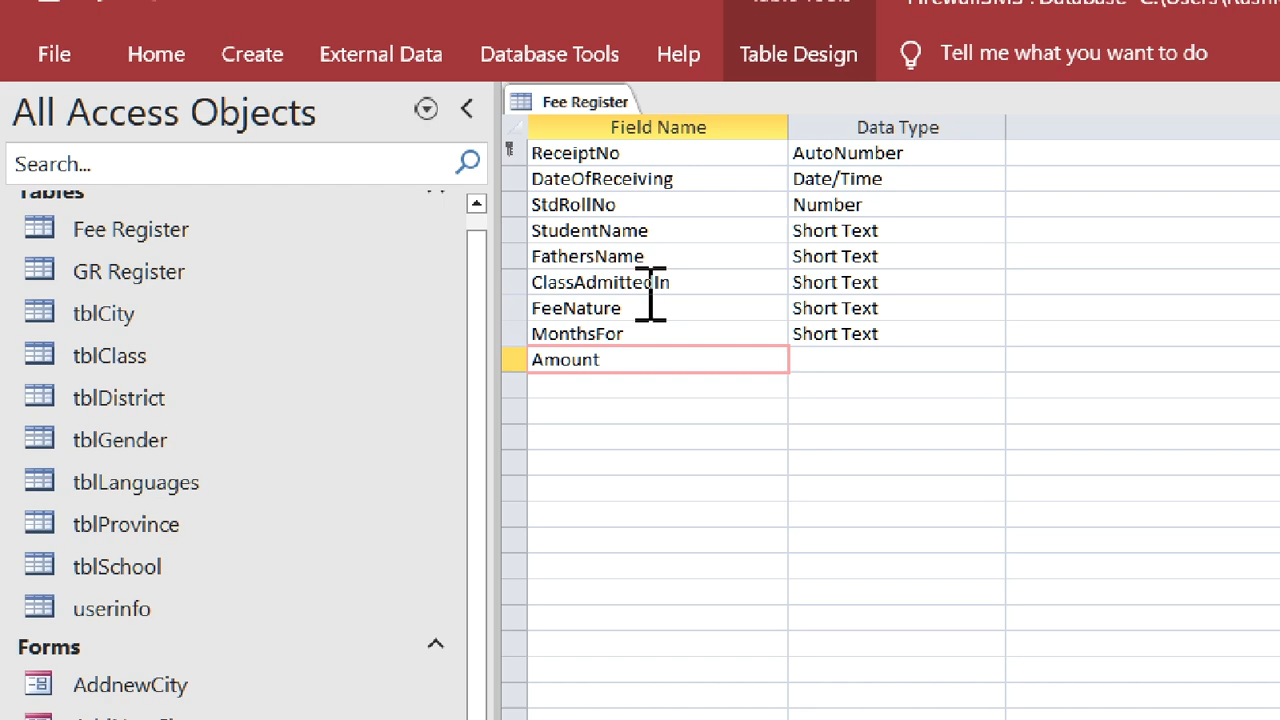 File Home Create External Data Database Tools Help Table Design Tell me what you want to do
All Access Objects
Search...
Tables
Fee Register
GR Register
tblCity
tblClass
tblDistrict
tblGender
tblLanguages
tblProvince
tblSchool
userinfo
Forms
AddnewCity
Fee Register
Field Name Data Type
ReceiptNo AutoNumber
DateOfReceiving Date/Time
StdRollNo Number
StudentName Short Text
FathersName Short Text
ClassAdmittedIn Short Text
FeeNature Short Text
MonthsFor Short Text
Amount